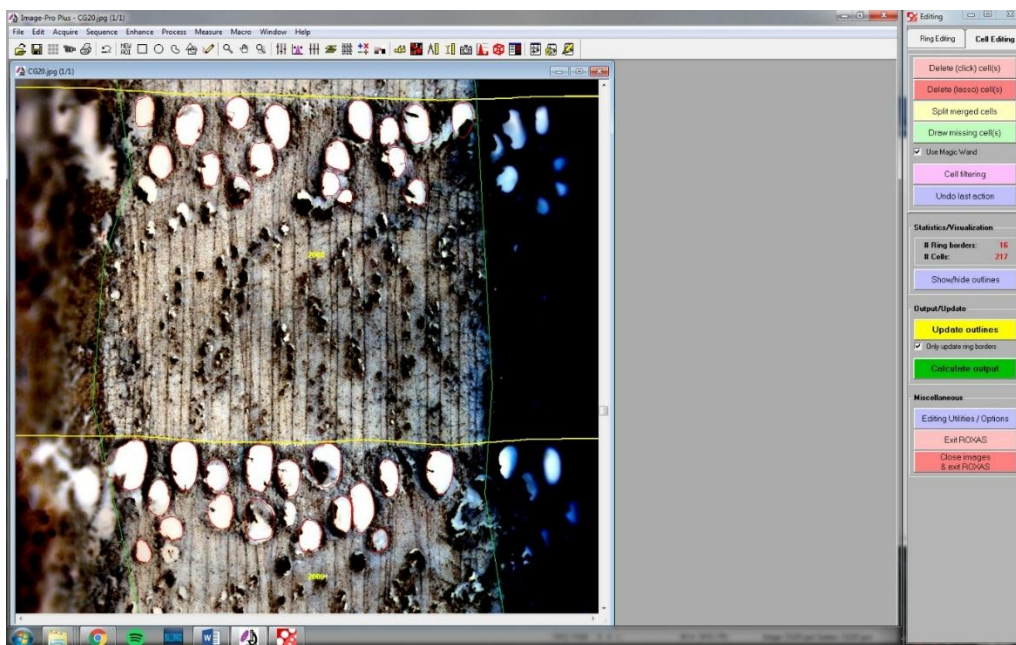 Image-Pro Plus - CG20.jpg (1/1)
File Edit Acquire Sequence Enhance Process Measure Macro Window Help
CG20.jpg (1/1)
2008
2009
Editing
Ring Editing Cell Editing
Delete (click) cell(s)
Delete (lasso) cell(s)
Split merged cells
Draw missing cell(s)
Use Magic Wand
Cell filtering
Undo last action
Statistics/Visualization
# Ring borders: 16
# Cells: 217
Show/hide outlines
Output/Update
Update outlines
Only update ring borders
Calculate output
Miscellaneous
Editing Utilities / Options
Exit ROXAS
Close images
& exit ROXAS